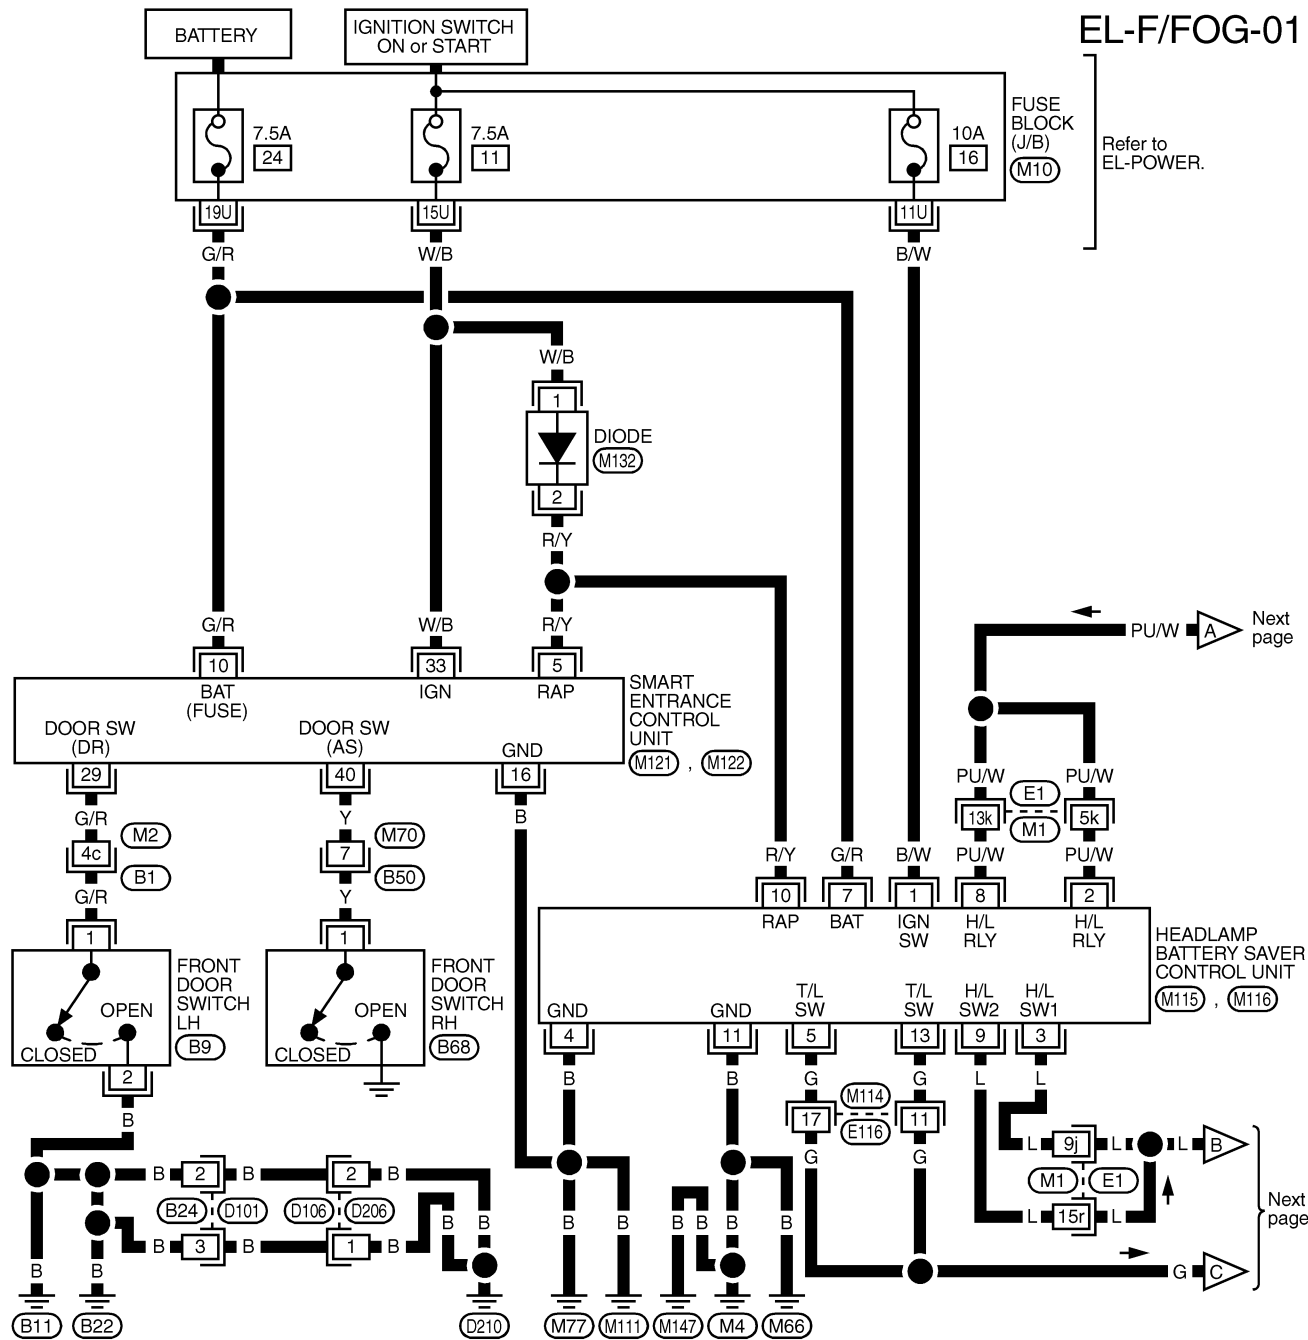 EL-F/FOG-01
BATTERY
IGNITION SWITCH
ON or START
7.5A
24
7.5A
11
10A
16
FUSE
BLOCK
(J/B)
M10
Refer to
EL-POWER.
19U
15U
11U
G/R
W/B
B/W
W/B
1
DIODE
M132
2
R/Y
G/R
W/B
R/Y
PU/W
A
Next
page
10
33
5
BAT
(FUSE)
IGN
RAP
SMART
ENTRANCE
CONTROL
UNIT
M121 , M122
DOOR SW
(DR)
DOOR SW
(AS)
GND
29
40
16
G/R
Y
B
M2
4c
B1
M70
7
B50
G/R
Y
PU/W
PU/W
E1
13k
5k
M1
R/Y
G/R
B/W
PU/W
PU/W
10
7
1
8
2
RAP
BAT
IGN
SW
H/L
RLY
H/L
RLY
HEADLAMP
BATTERY SAVER
CONTROL UNIT
M115 , M116
1
OPEN
CLOSED
FRONT
DOOR
SWITCH
LH
B9
1
OPEN
CLOSED
FRONT
DOOR
SWITCH
RH
B68
GND
GND
T/L
SW
T/L
SW
H/L
SW2
H/L
SW1
4
11
5
13
9
3
2
B
B
B
G
G
L
L
M114
17
11
E116
G
G
L
9j
L
L
B
M1
E1
L
15r
L
Next
page
B
2
B
2
B
B24
D101
D106
D206
B
3
B
1
B
B
B
B
B
B
B
B
B
B
B
G
C
B11
B22
D210
M77
M111
M147
M4
M66